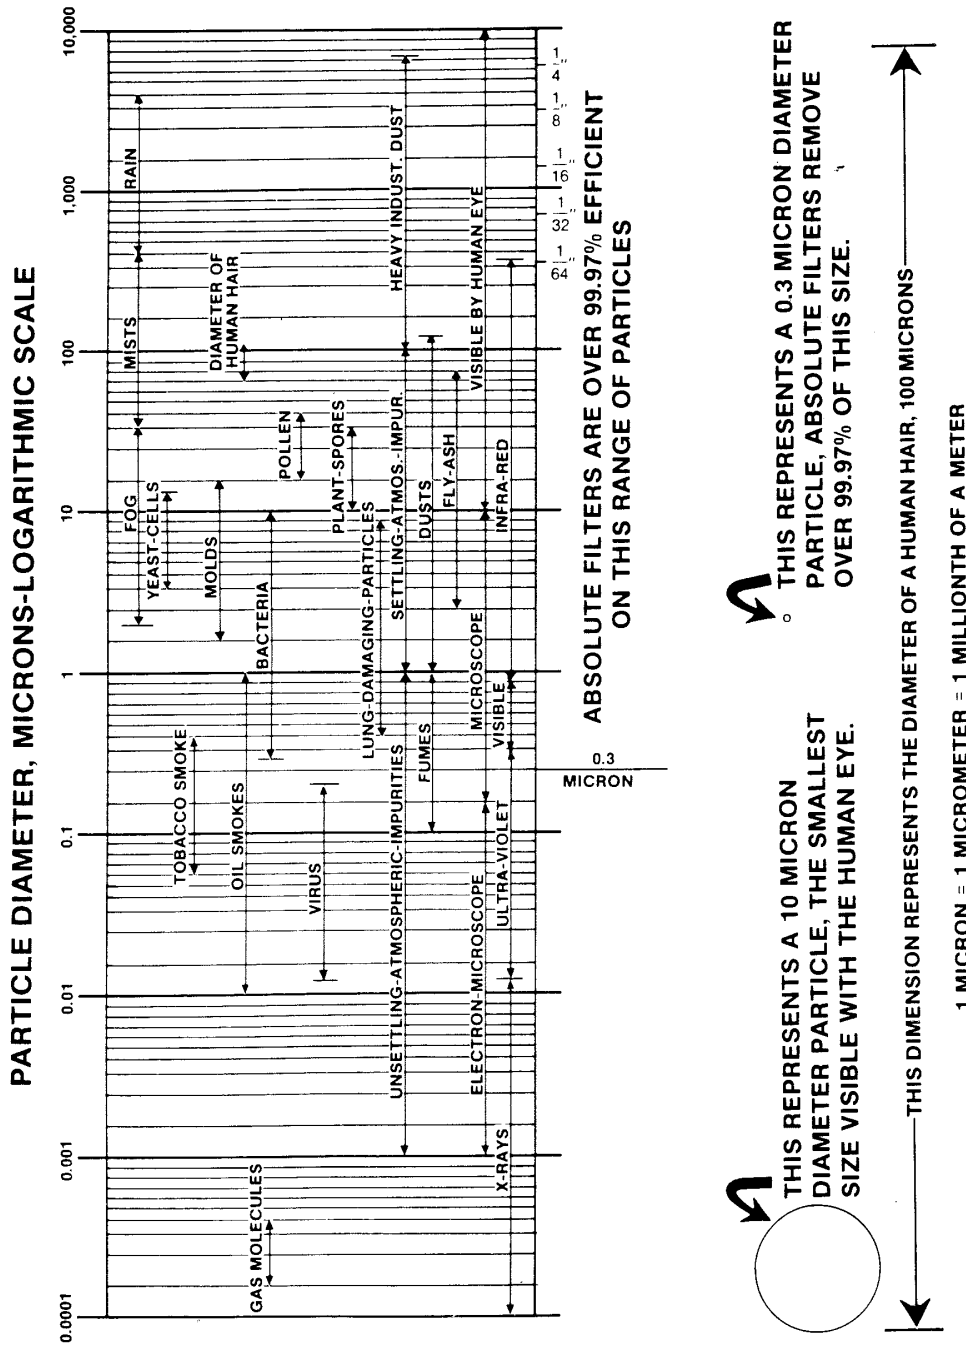 PARTICLE DIAMETER, MICRONS-LOGARITHMIC SCALE
0.0001
0.001
0.01
0.1
1
10
100
1,000
10,000
FOG
MISTS
RAIN
YEAST-CELLS
TOBACCO SMOKE
MOLDS
DIAMETER OF
HUMAN HAIR
OIL SMOKES
GAS MOLECULES
BACTERIA
POLLEN
VIRUS
PLANT-SPORES
LUNG-DAMAGING-PARTICLES
UNSETTLING-ATMOSPHERIC-IMPURITIES
SETTLING-ATMOS.-IMPUR.
HEAVY INDUST. DUST
FUMES
DUSTS
FLY-ASH
ELECTRON-MICROSCOPE
MICROSCOPE
VISIBLE BY HUMAN EYE
X-RAYS
ULTRA-VIOLET
VISIBLE
INFRA-RED
1/64"
1/32"
1/16"
1/8"
1/4"
0.3
MICRON
ABSOLUTE FILTERS ARE OVER 99.97% EFFICIENT
ON THIS RANGE OF PARTICLES
THIS REPRESENTS A 10 MICRON
DIAMETER PARTICLE, THE SMALLEST
SIZE VISIBLE WITH THE HUMAN EYE.
THIS REPRESENTS A 0.3 MICRON DIAMETER
PARTICLE, ABSOLUTE FILTERS REMOVE
OVER 99.97% OF THIS SIZE.
THIS DIMENSION REPRESENTS THE DIAMETER OF A HUMAN HAIR, 100 MICRONS
1 MICRON = 1 MICROMETER = 1 MILLIONTH OF A METER